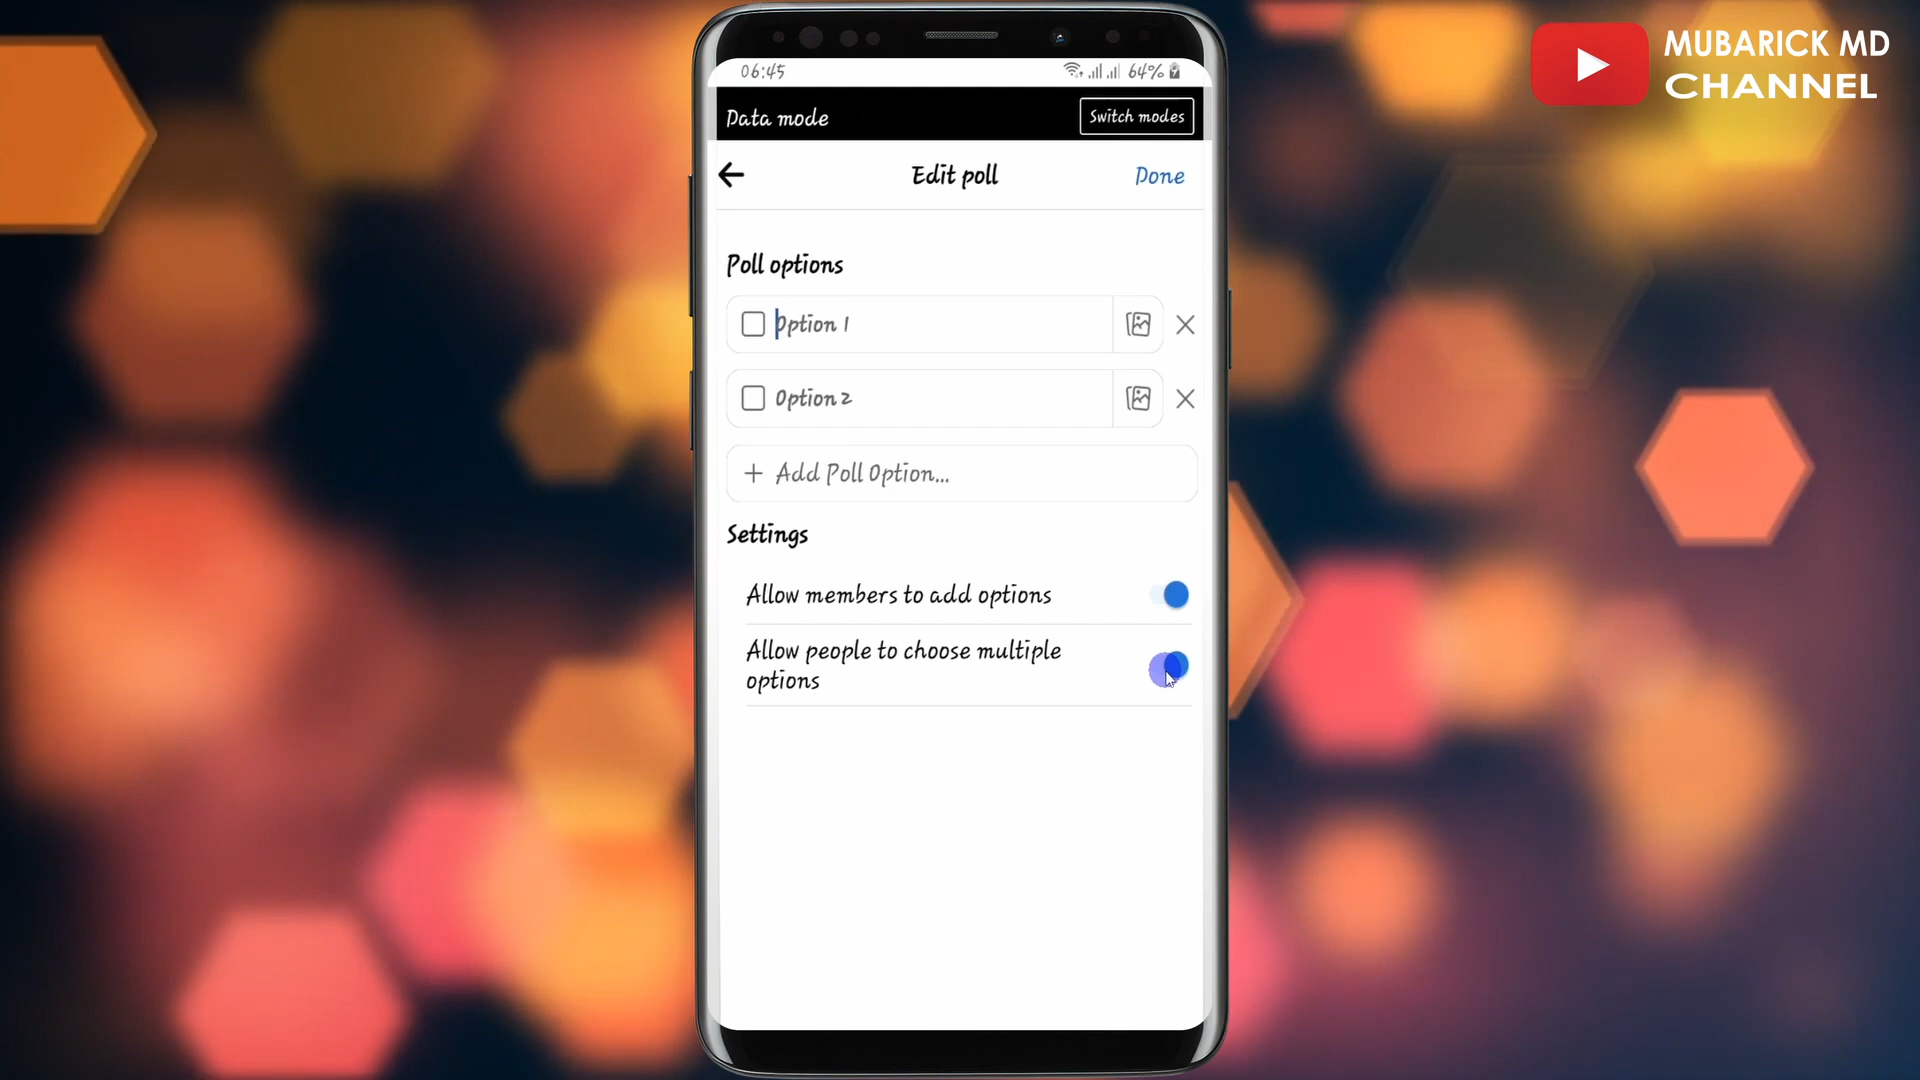 MUBARICK MD
CHANNEL
06:45
64%
Data mode
Switch modes
Edit poll
Done
Poll options
Option 1
Option 2
+ Add Poll Option...
Settings
Allow members to add options
Allow people to choose multiple
options